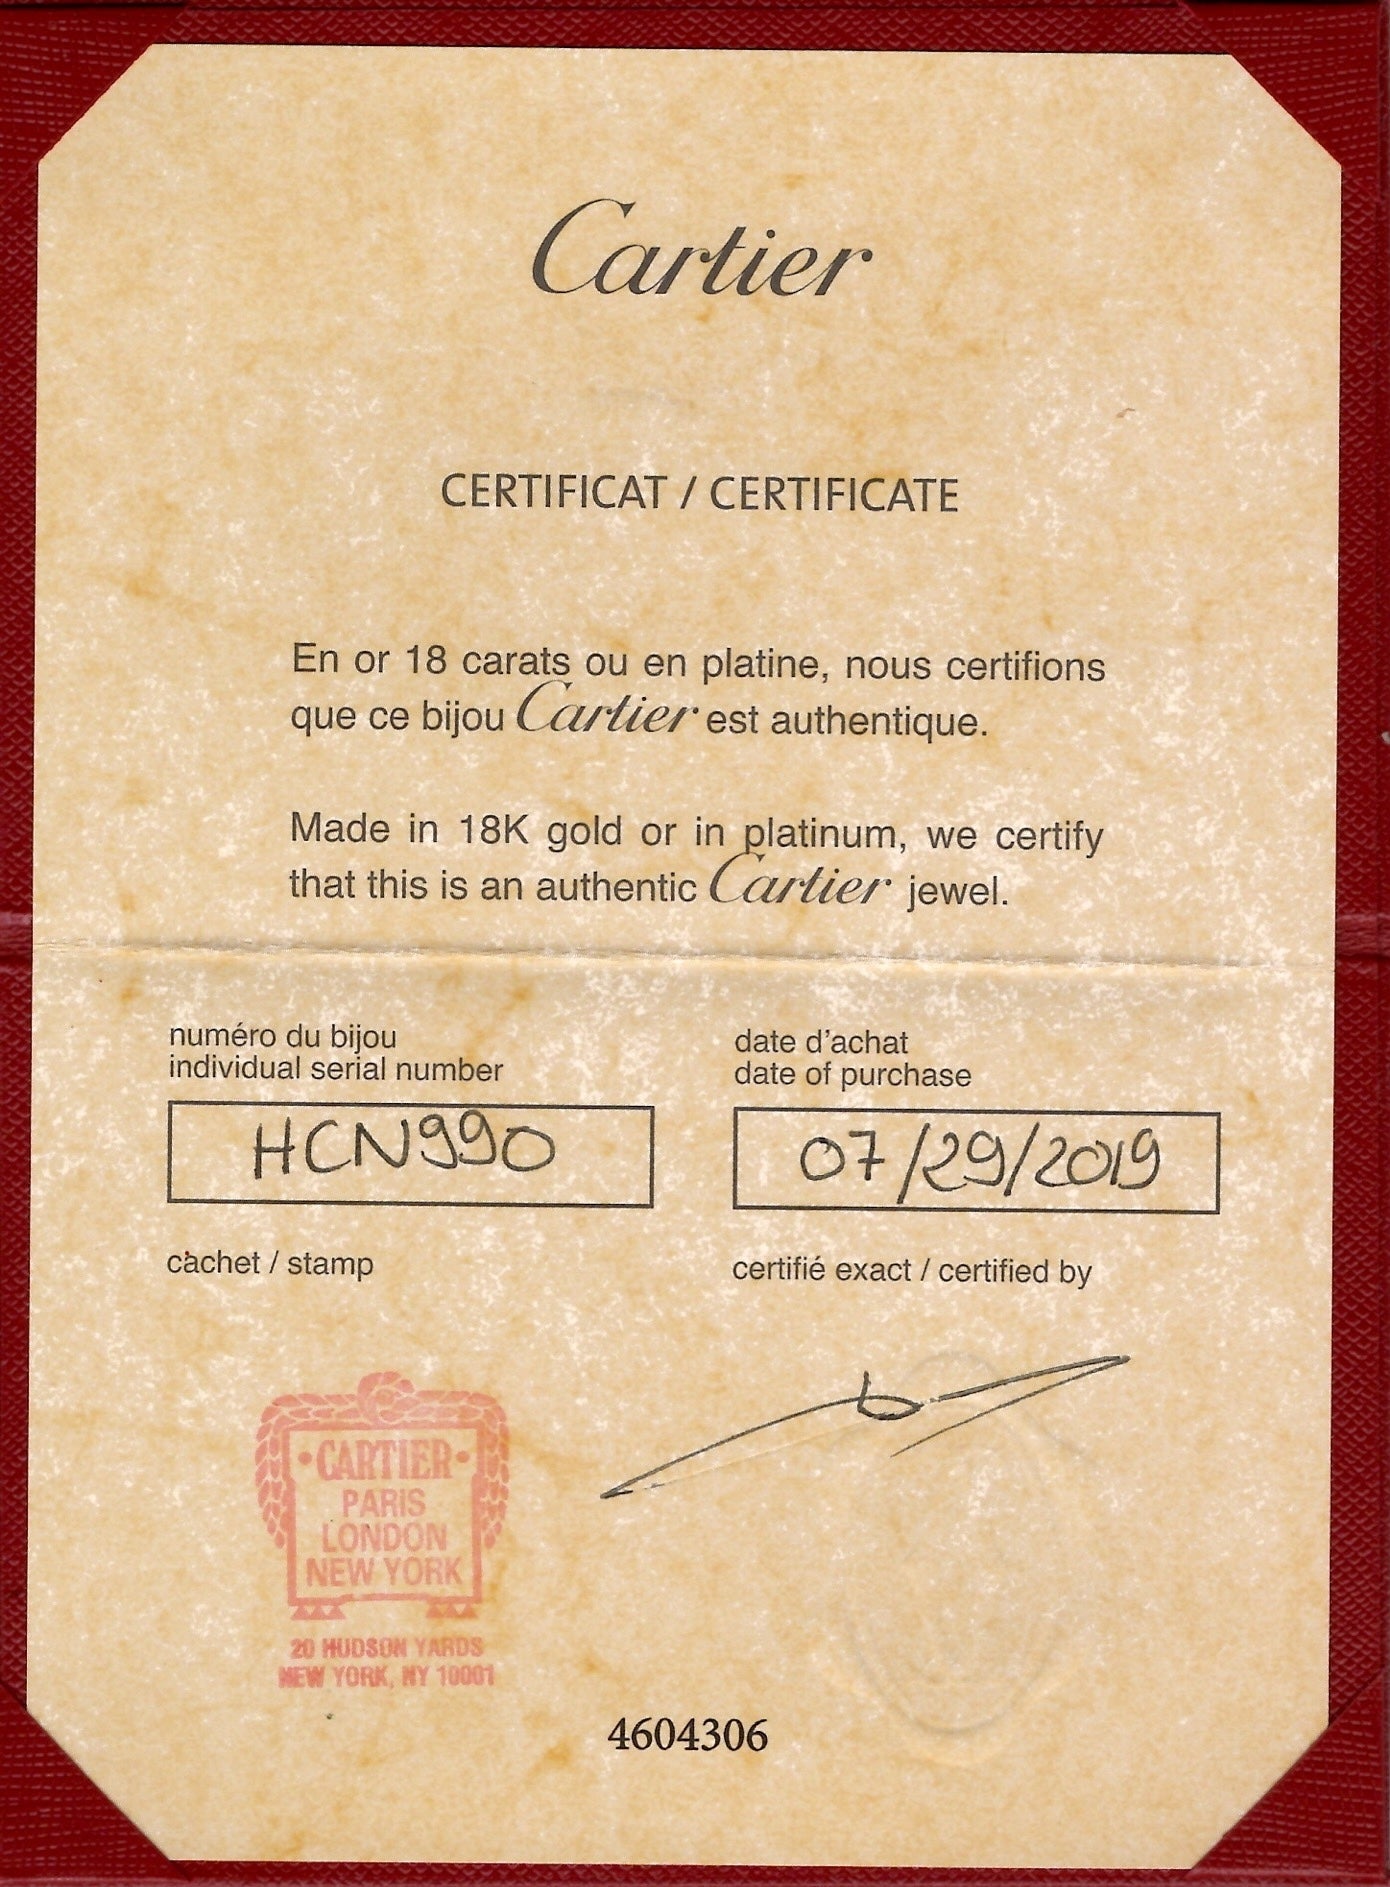 Cartier
CERTIFICAT / CERTIFICATE
En or 18 carats ou en platine, nous certifions
que ce bijou Cartier est authentique.
Made in 18K gold or in platinum, we certify
that this is an authentic Cartier jewel.
numéro du bijou
individual serial number
HCN990
date d'achat
date of purchase
07/29/2019
cachet / stamp
certifié exact / certified by
·CARTIER·
PARIS
LONDON
NEW YORK
20 HUDSON YARDS
NEW YORK, NY 10001
4604306